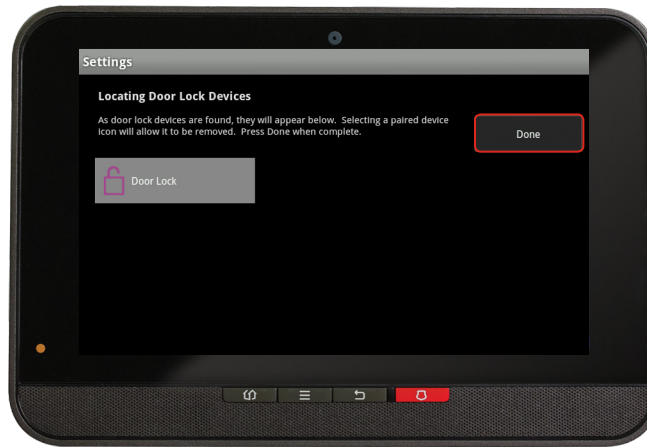 Settings
Locating Door Lock Devices
As door lock devices are found, they will appear below.  Selecting a paired device
Icon will allow it to be removed.  Press Done when complete.
Done
Door Lock